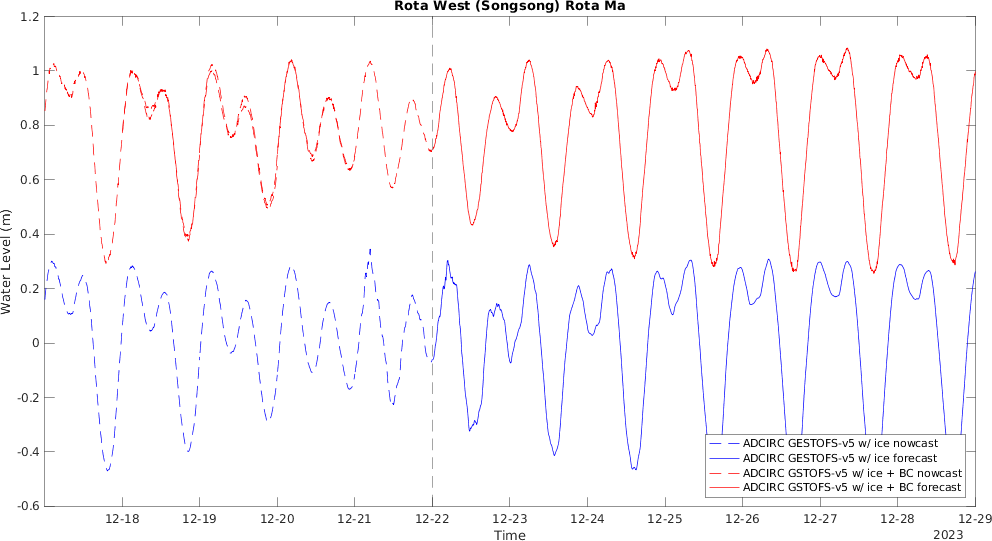 Rota West (Songsong) Rota Ma
1.2
1
0.8
0.6
0.4
0.2
0
-0.2
-0.4
-0.6
Water Level (m)
ADCIRC GESTOFS-v5 w/ ice nowcast
ADCIRC GESTOFS-v5 w/ ice forecast
ADCIRC GSTOFS-v5 w/ ice + BC nowcast
ADCIRC GSTOFS-v5 w/ ice + BC forecast
12-18 12-19 12-20 12-21 12-22 12-23 12-24 12-25 12-26 12-27 12-28 12-29
Time
2023